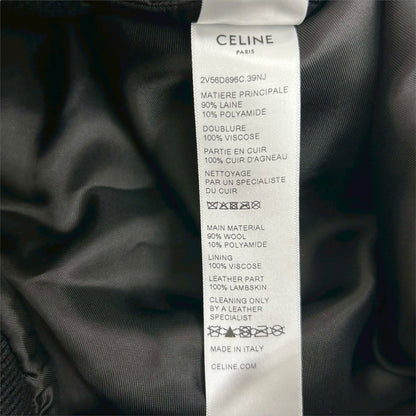 CELINE
PARIS
2V56D896C.39NJ
MATIERE PRINCIPALE
90% LAINE
10% POLYAMIDE
DOUBLURE
100% VISCOSE
PARTIE EN CUIR
100% CUIR D'AGNEAU
NETTOYAGE
PAR UN SPECIALISTE
DU CUIR
MAIN MATERIAL
90% WOOL
10% POLYAMIDE
LINING
100% VISCOSE
LEATHER PART
100% LAMBSKIN
CLEANING ONLY
BY A LEATHER
SPECIALIST
MADE IN ITALY
CELINE.COM